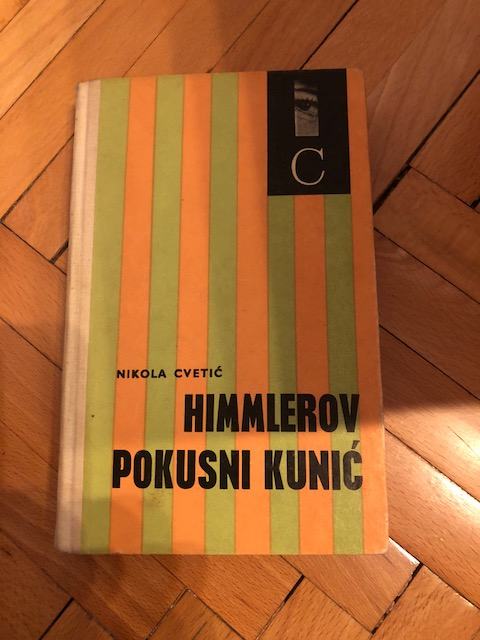 C
NIKOLA CVETIĆ
HIMMLEROV
POKUSNI KUNIĆ